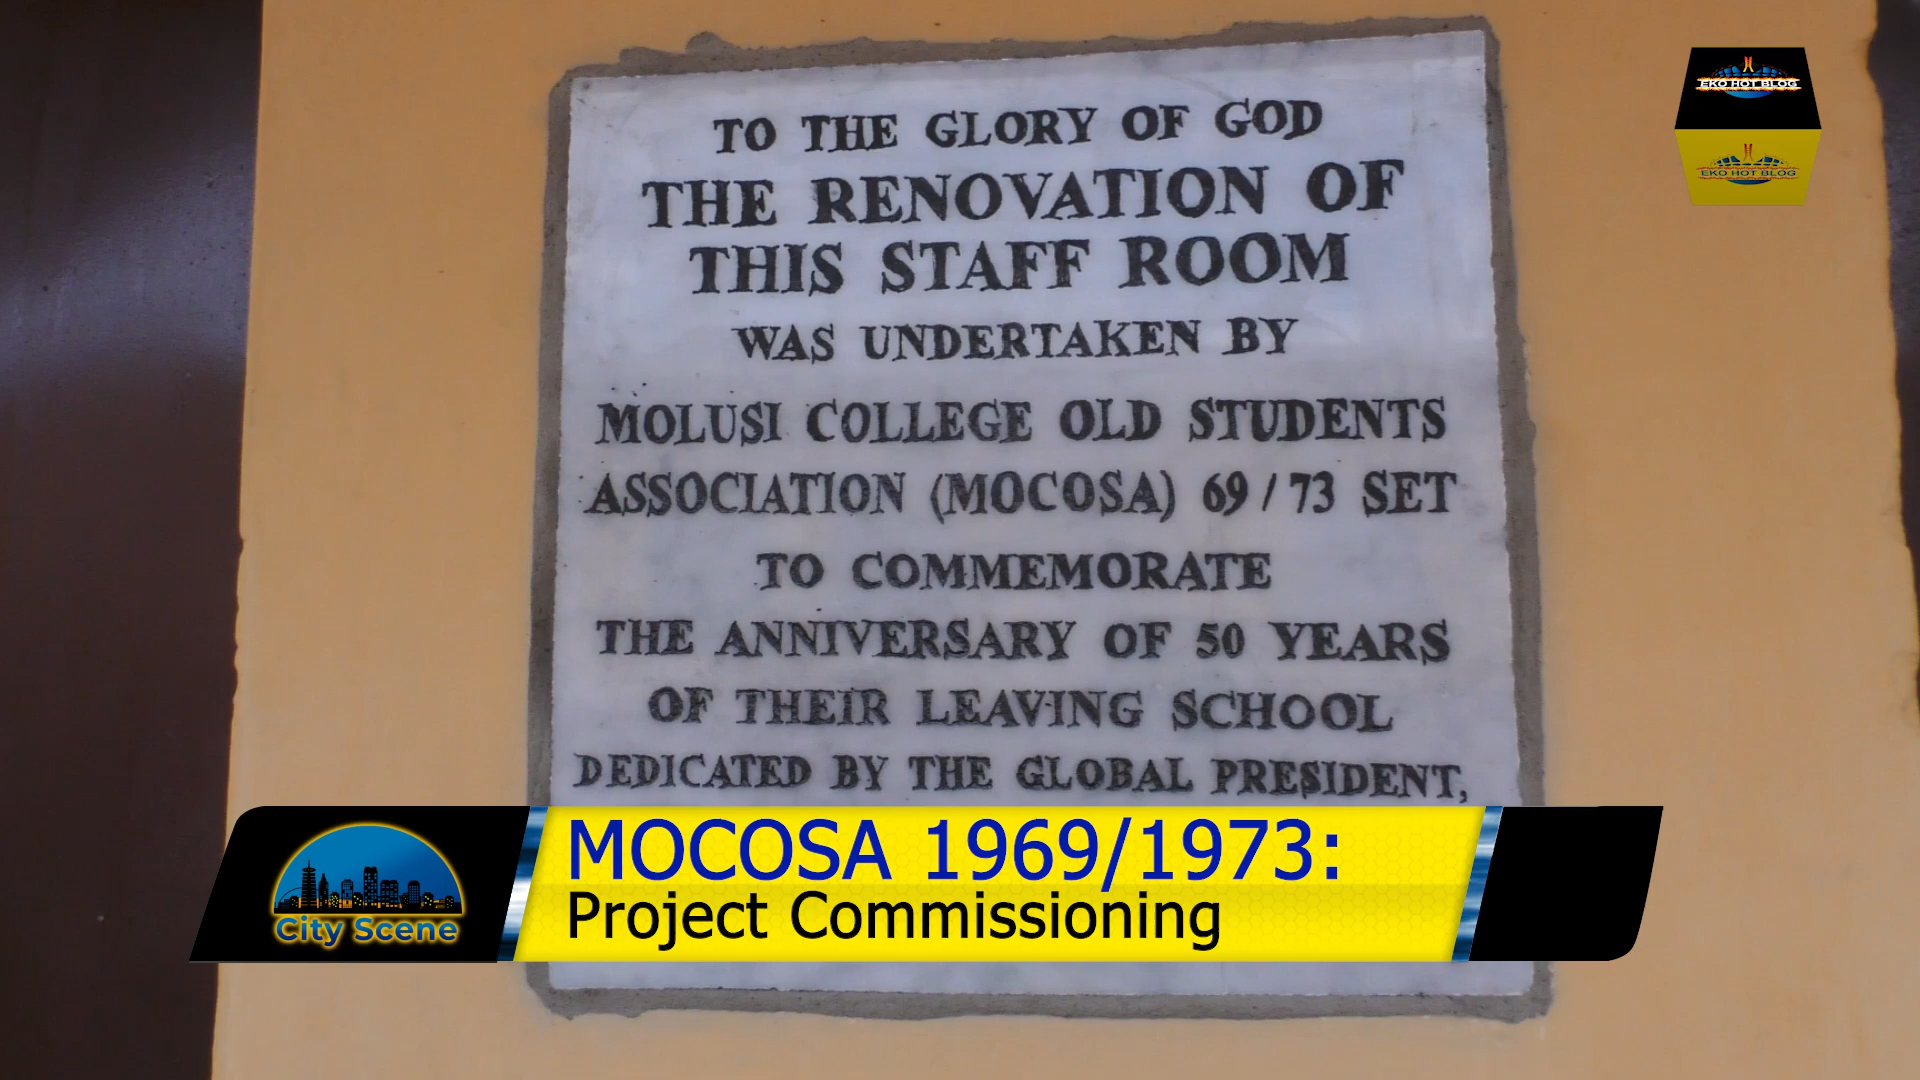 TO THE GLORY OF GOD
THE RENOVATION OF
THIS STAFF ROOM
WAS UNDERTAKEN BY
MOLUSI COLLEGE OLD STUDENTS
ASSOCIATION (MOCOSA) 69 / 73 SET
TO COMMEMORATE
THE ANNIVERSARY OF 50 YEARS
OF THEIR LEAVING SCHOOL
DEDICATED BY THE GLOBAL PRESIDENT,
EKO HOT BLOG
EKO HOT BLOG
City Scene
MOCOSA 1969/1973:
Project Commissioning